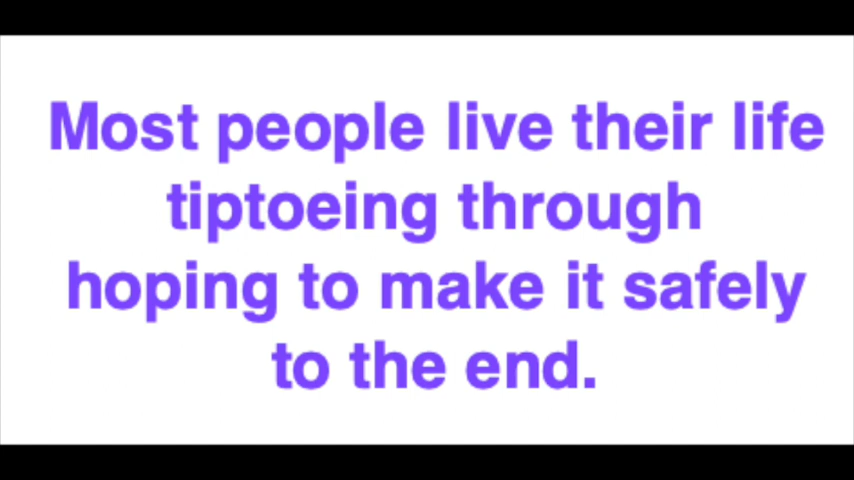 Most people live their life
tiptoeing through
hoping to make it safely
to the end.